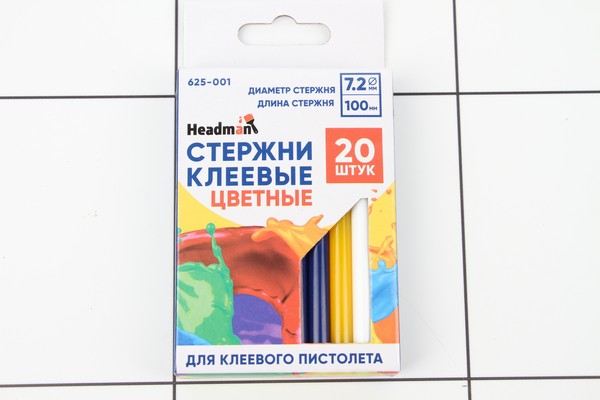 625-001
ДИАМЕТР СТЕРЖНЯ 7.2 ⌀ ММ
ДЛИНА СТЕРЖНЯ 100 ММ
Headman
СТЕРЖНИ
КЛЕЕВЫЕ
ЦВЕТНЫЕ
20
ШТУК
ДЛЯ КЛЕЕВОГО ПИСТОЛЕТА